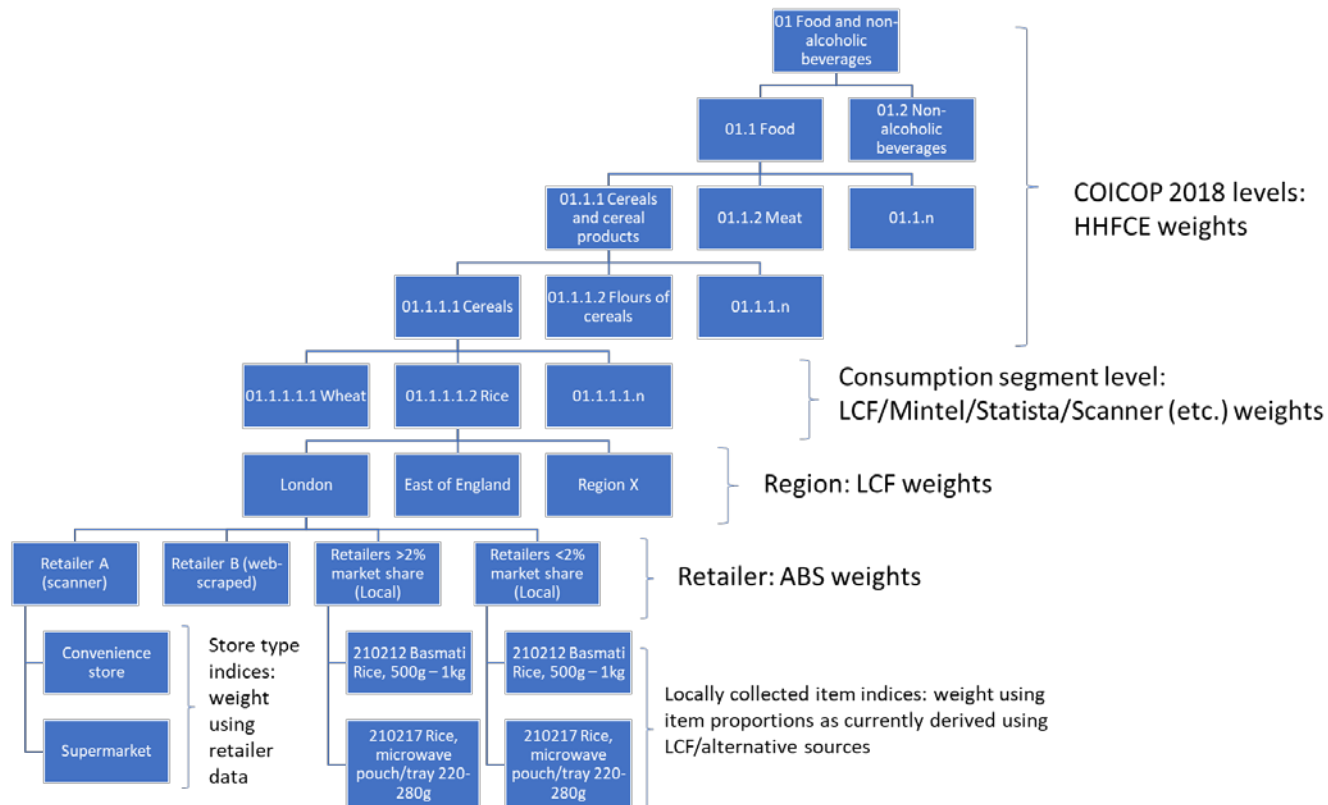 01 Food and non-
alcoholic
beverages
01.1 Food
01.2 Non-
alcoholic
beverages
COICOP 2018 levels:
HHFCE weights
01.1.1 Cereals
and cereal
products
01.1.2 Meat
01.1.n
01.1.1.1 Cereals
01.1.1.2 Flours of
cereals
01.1.1.n
01.1.1.1.1 Wheat
01.1.1.1.2 Rice
01.1.1.1.n
Consumption segment level:
LCF/Mintel/Statista/Scanner (etc.) weights
London
East of England
Region X
Region: LCF weights
Retailer A
(scanner)
Retailer B (web-
scraped)
Retailers >2%
market share
(Local)
Retailers <2%
market share
(Local)
Retailer: ABS weights
Convenience
store
Supermarket
Store type
indices:
weight
using
retailer
data
210212 Basmati
Rice, 500g – 1kg
210217 Rice,
microwave
pouch/tray 220-
280g
210212 Basmati
Rice, 500g – 1kg
210217 Rice,
microwave
pouch/tray 220-
280g
Locally collected item indices: weight using
item proportions as currently derived using
LCF/alternative sources